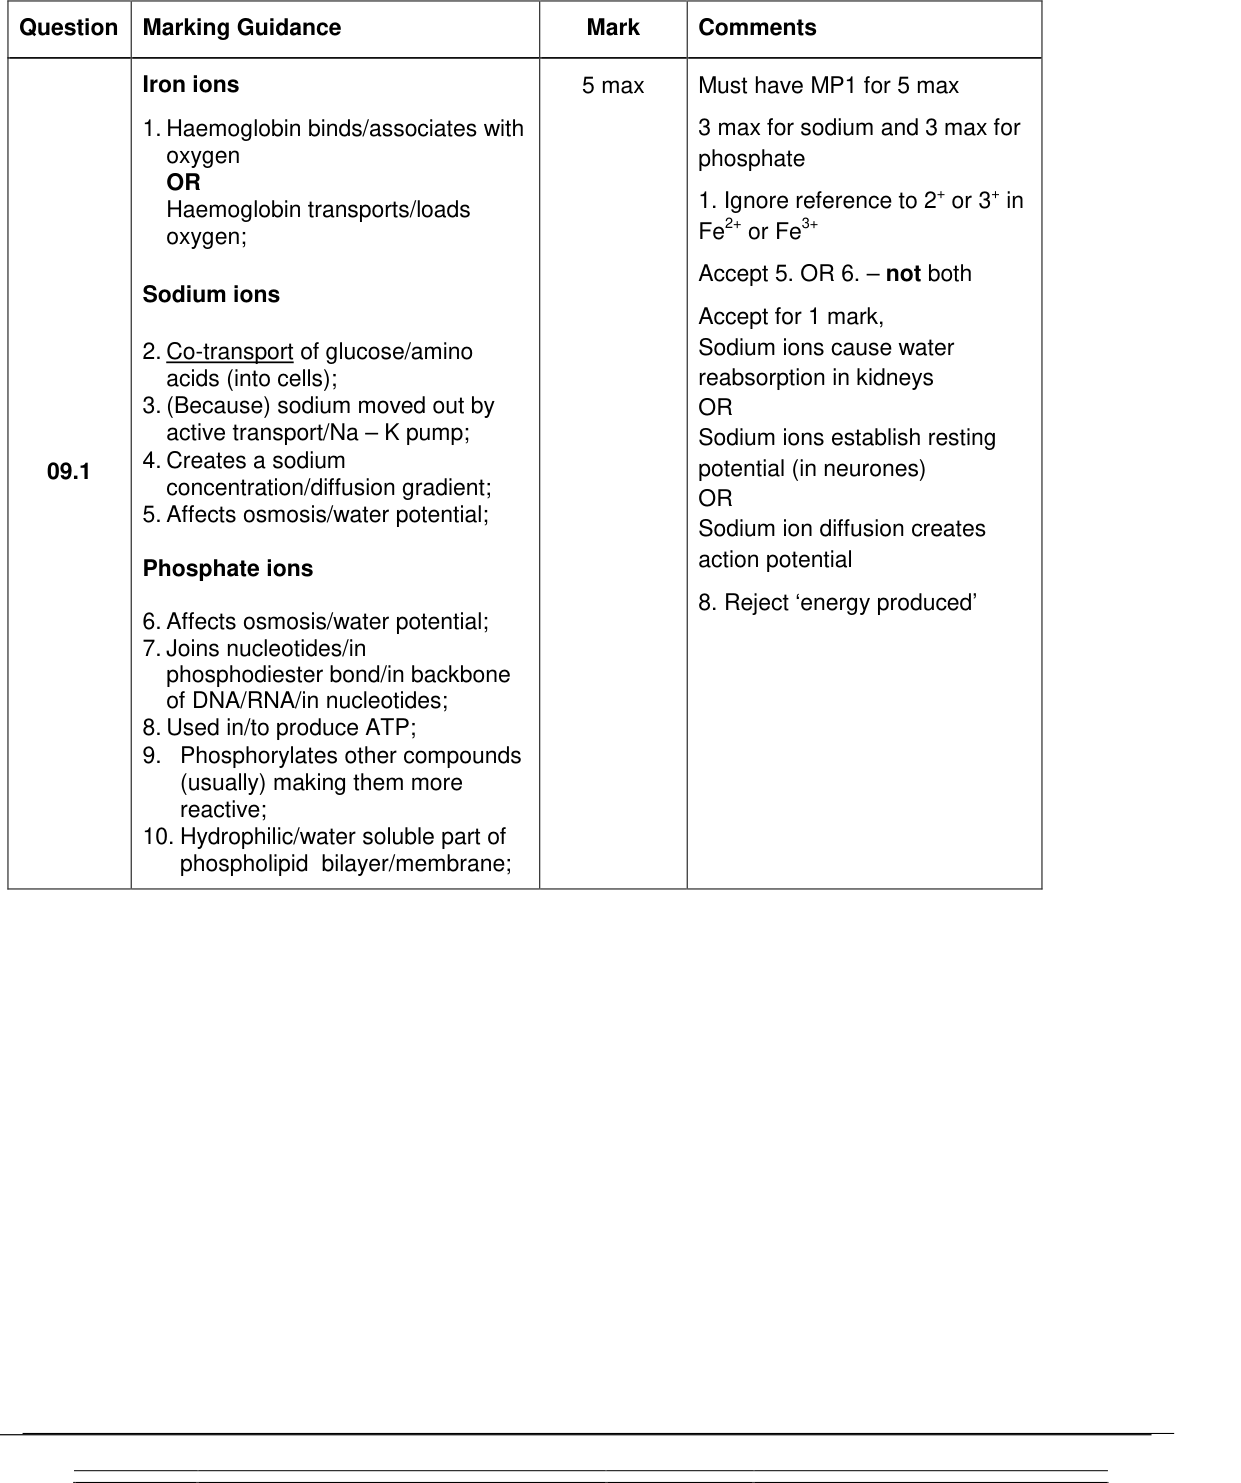 Question Marking Guidance Mark Comments
09.1
Iron ions
1. Haemoglobin binds/associates with
oxygen
OR
Haemoglobin transports/loads
oxygen;
Sodium ions
2. Co-transport of glucose/amino
acids (into cells);
3. (Because) sodium moved out by
active transport/Na – K pump;
4. Creates a sodium
concentration/diffusion gradient;
5. Affects osmosis/water potential;
Phosphate ions
6. Affects osmosis/water potential;
7. Joins nucleotides/in
phosphodiester bond/in backbone
of DNA/RNA/in nucleotides;
8. Used in/to produce ATP;
9. Phosphorylates other compounds
(usually) making them more
reactive;
10. Hydrophilic/water soluble part of
phospholipid bilayer/membrane;
5 max
Must have MP1 for 5 max
3 max for sodium and 3 max for
phosphate
1. Ignore reference to 2⁺ or 3⁺ in
Fe²⁺ or Fe³⁺
Accept 5. OR 6. – not both
Accept for 1 mark,
Sodium ions cause water
reabsorption in kidneys
OR
Sodium ions establish resting
potential (in neurones)
OR
Sodium ion diffusion creates
action potential
8. Reject ‘energy produced’